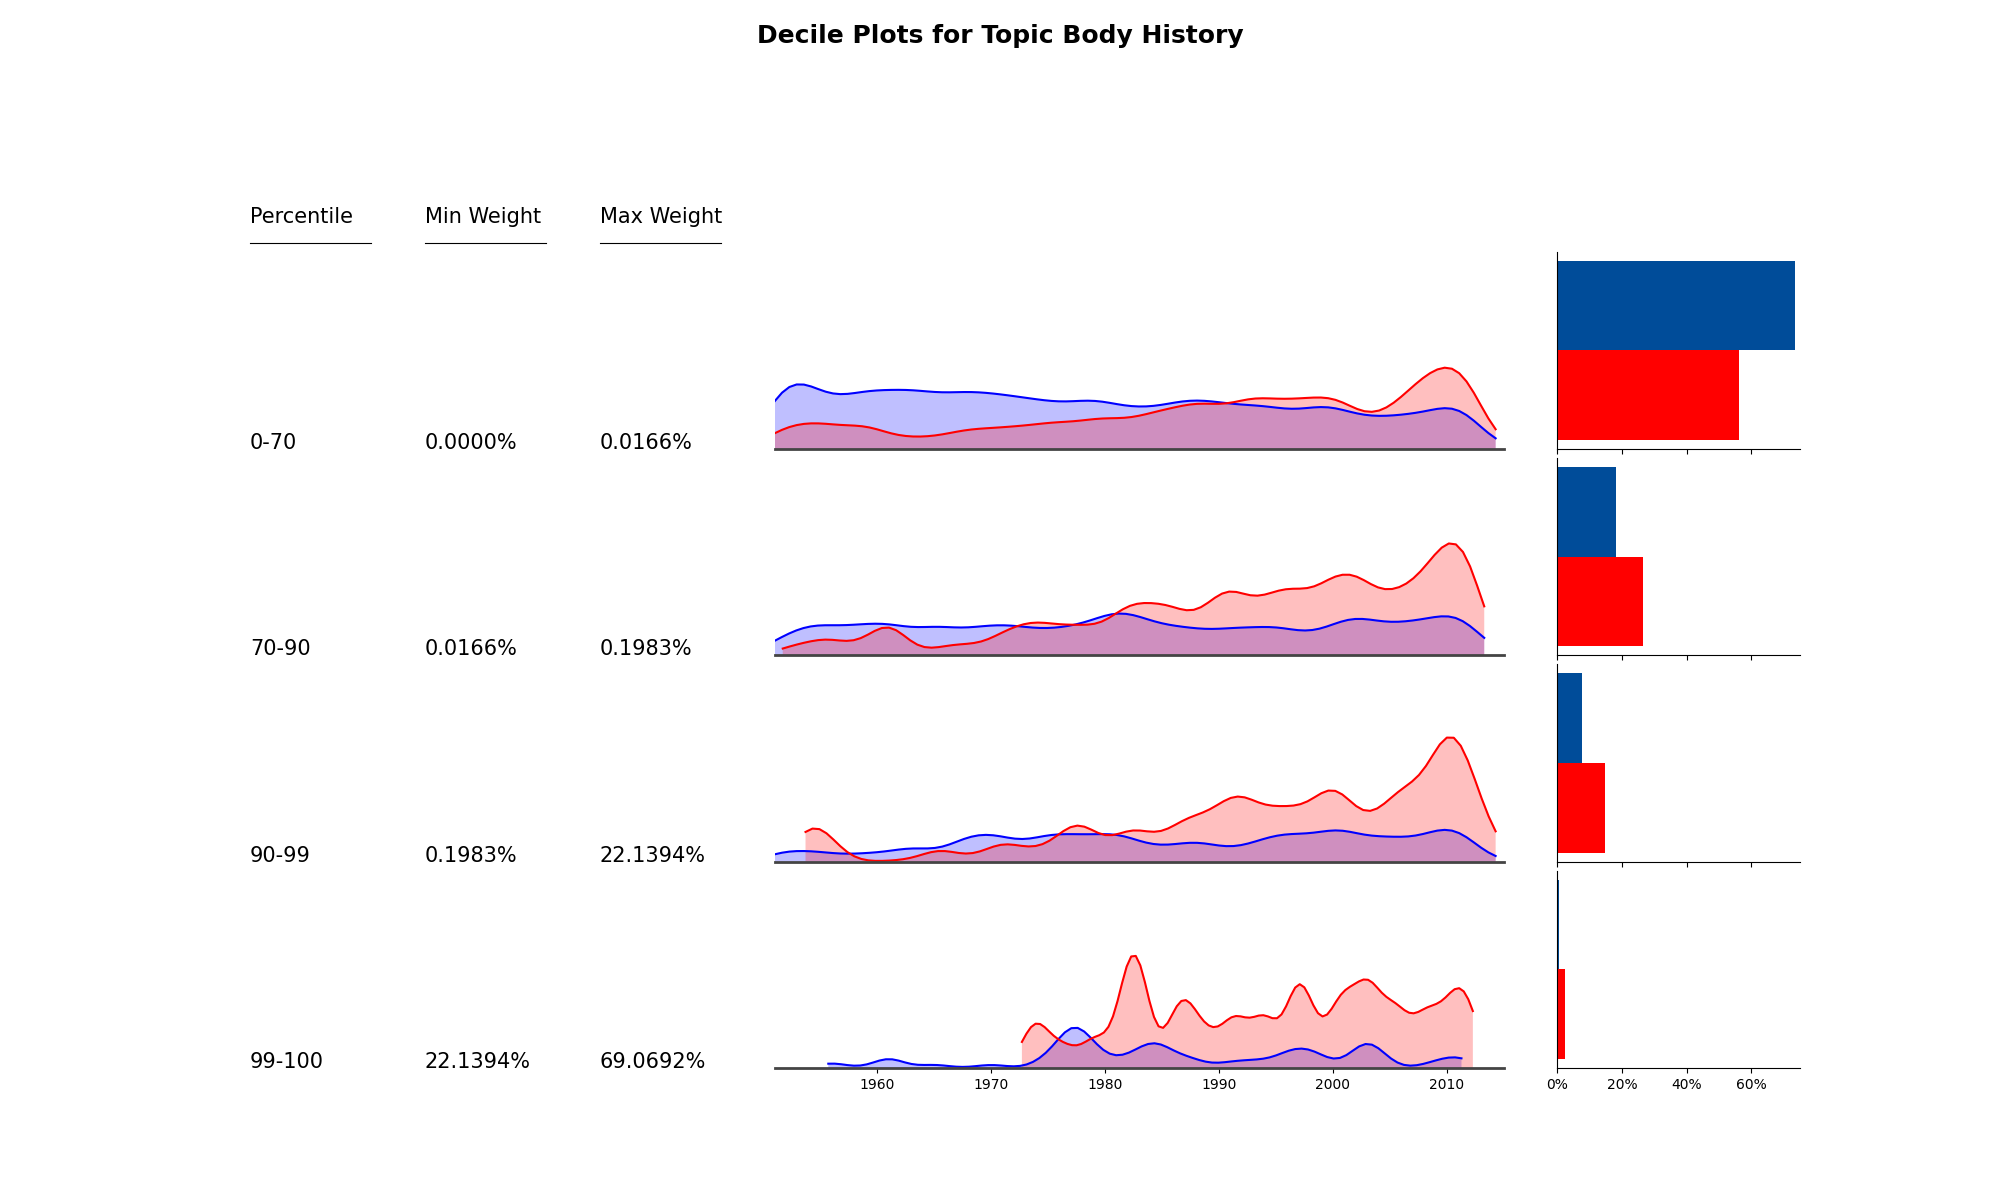 Decile Plots for Topic Body History
Percentile Min Weight Max Weight
0-70 0.0000% 0.0166%
70-90 0.0166% 0.1983%
90-99 0.1983% 22.1394%
99-100 22.1394% 69.0692%
1960 1970 1980 1990 2000 2010 0% 20% 40% 60%